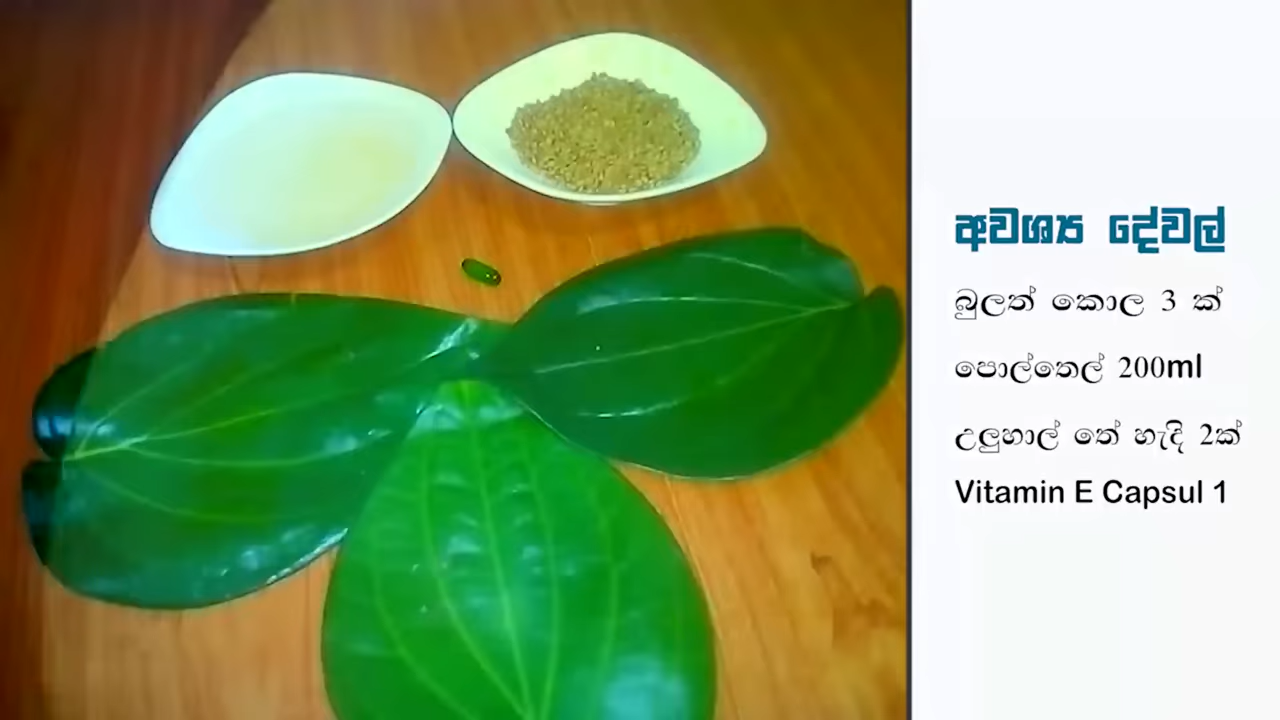 අවශ්‍ය දේවල්
බුලත් කොල 3 ක්
පොල්තෙල් 200ml
උලුහාල් තේ හැදි 2ක්
Vitamin E Capsul 1